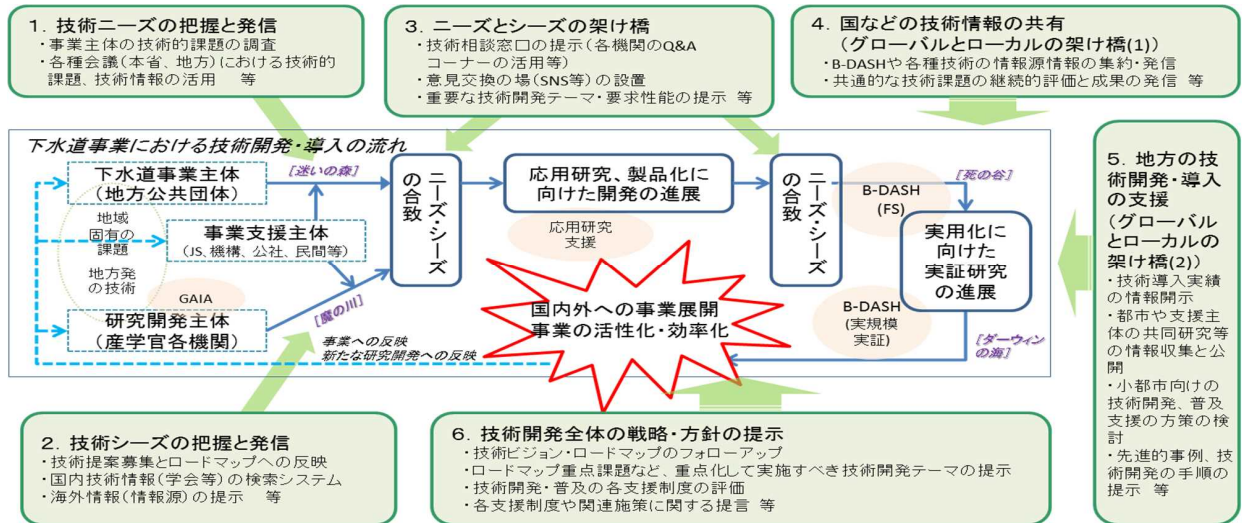 1. 技術ニーズの把握と発信
・事業主体の技術的課題の調査
・各種会議(本省、地方)における技術的
課題、技術情報の活用 等
3. ニーズとシーズの架け橋
・技術相談窓口の提示(各機関のQ&A
コーナーの活用等)
・意見交換の場(SNS等)の設置
・重要な技術開発テーマ・要求性能の提示 等
4. 国などの技術情報の共有
(グローバルとローカルの架け橋(1))
・B-DASHや各種技術の情報源情報の集約・発信
・共通的な技術課題の継続的評価と成果の発信 等
下水道事業における技術開発・導入の流れ
下水道事業主体
(地方公共団体)
[迷いの森]
地域
固有の
課題
地方発
の技術
事業支援主体
(JS、機構、公社、民間等)
GAIA
研究開発主体
(産学官各機関)
[魔の川]
ニーズ・シーズ
の合致
応用研究、製品化に
向けた開発の進展
応用研究
支援
ニーズ・シーズ
の合致
B-DASH
(FS)
[死の谷]
実用化に
向けた
実証研究
の進展
B-DASH
(実規模
実証)
[ダーウィン
の海]
国内外への事業展開
事業の活性化・効率化
事業への反映
新たな研究開発への反映
5. 地方の技
術開発・導入
の支援
(グローバル
とローカルの
架け橋(2))
・技術導入実績
の情報開示
・都市や支援主
体の共同研究等
の情報収集と公
開
・小都市向けの
技術開発、普及
支援の方策の検
討
・先進的事例、技
術開発の手順の
提示 等
2. 技術シーズの把握と発信
・技術提案募集とロードマップへの反映
・国内技術情報(学会等)の検索システム
・海外情報(情報源)の提示 等
6. 技術開発全体の戦略・方針の提示
・技術ビジョン・ロードマップのフォローアップ
・ロードマップ重点課題など、重点化して実施すべき技術開発テーマの提示
・技術開発・普及の各支援制度の評価
・各支援制度や関連施策に関する提言 等